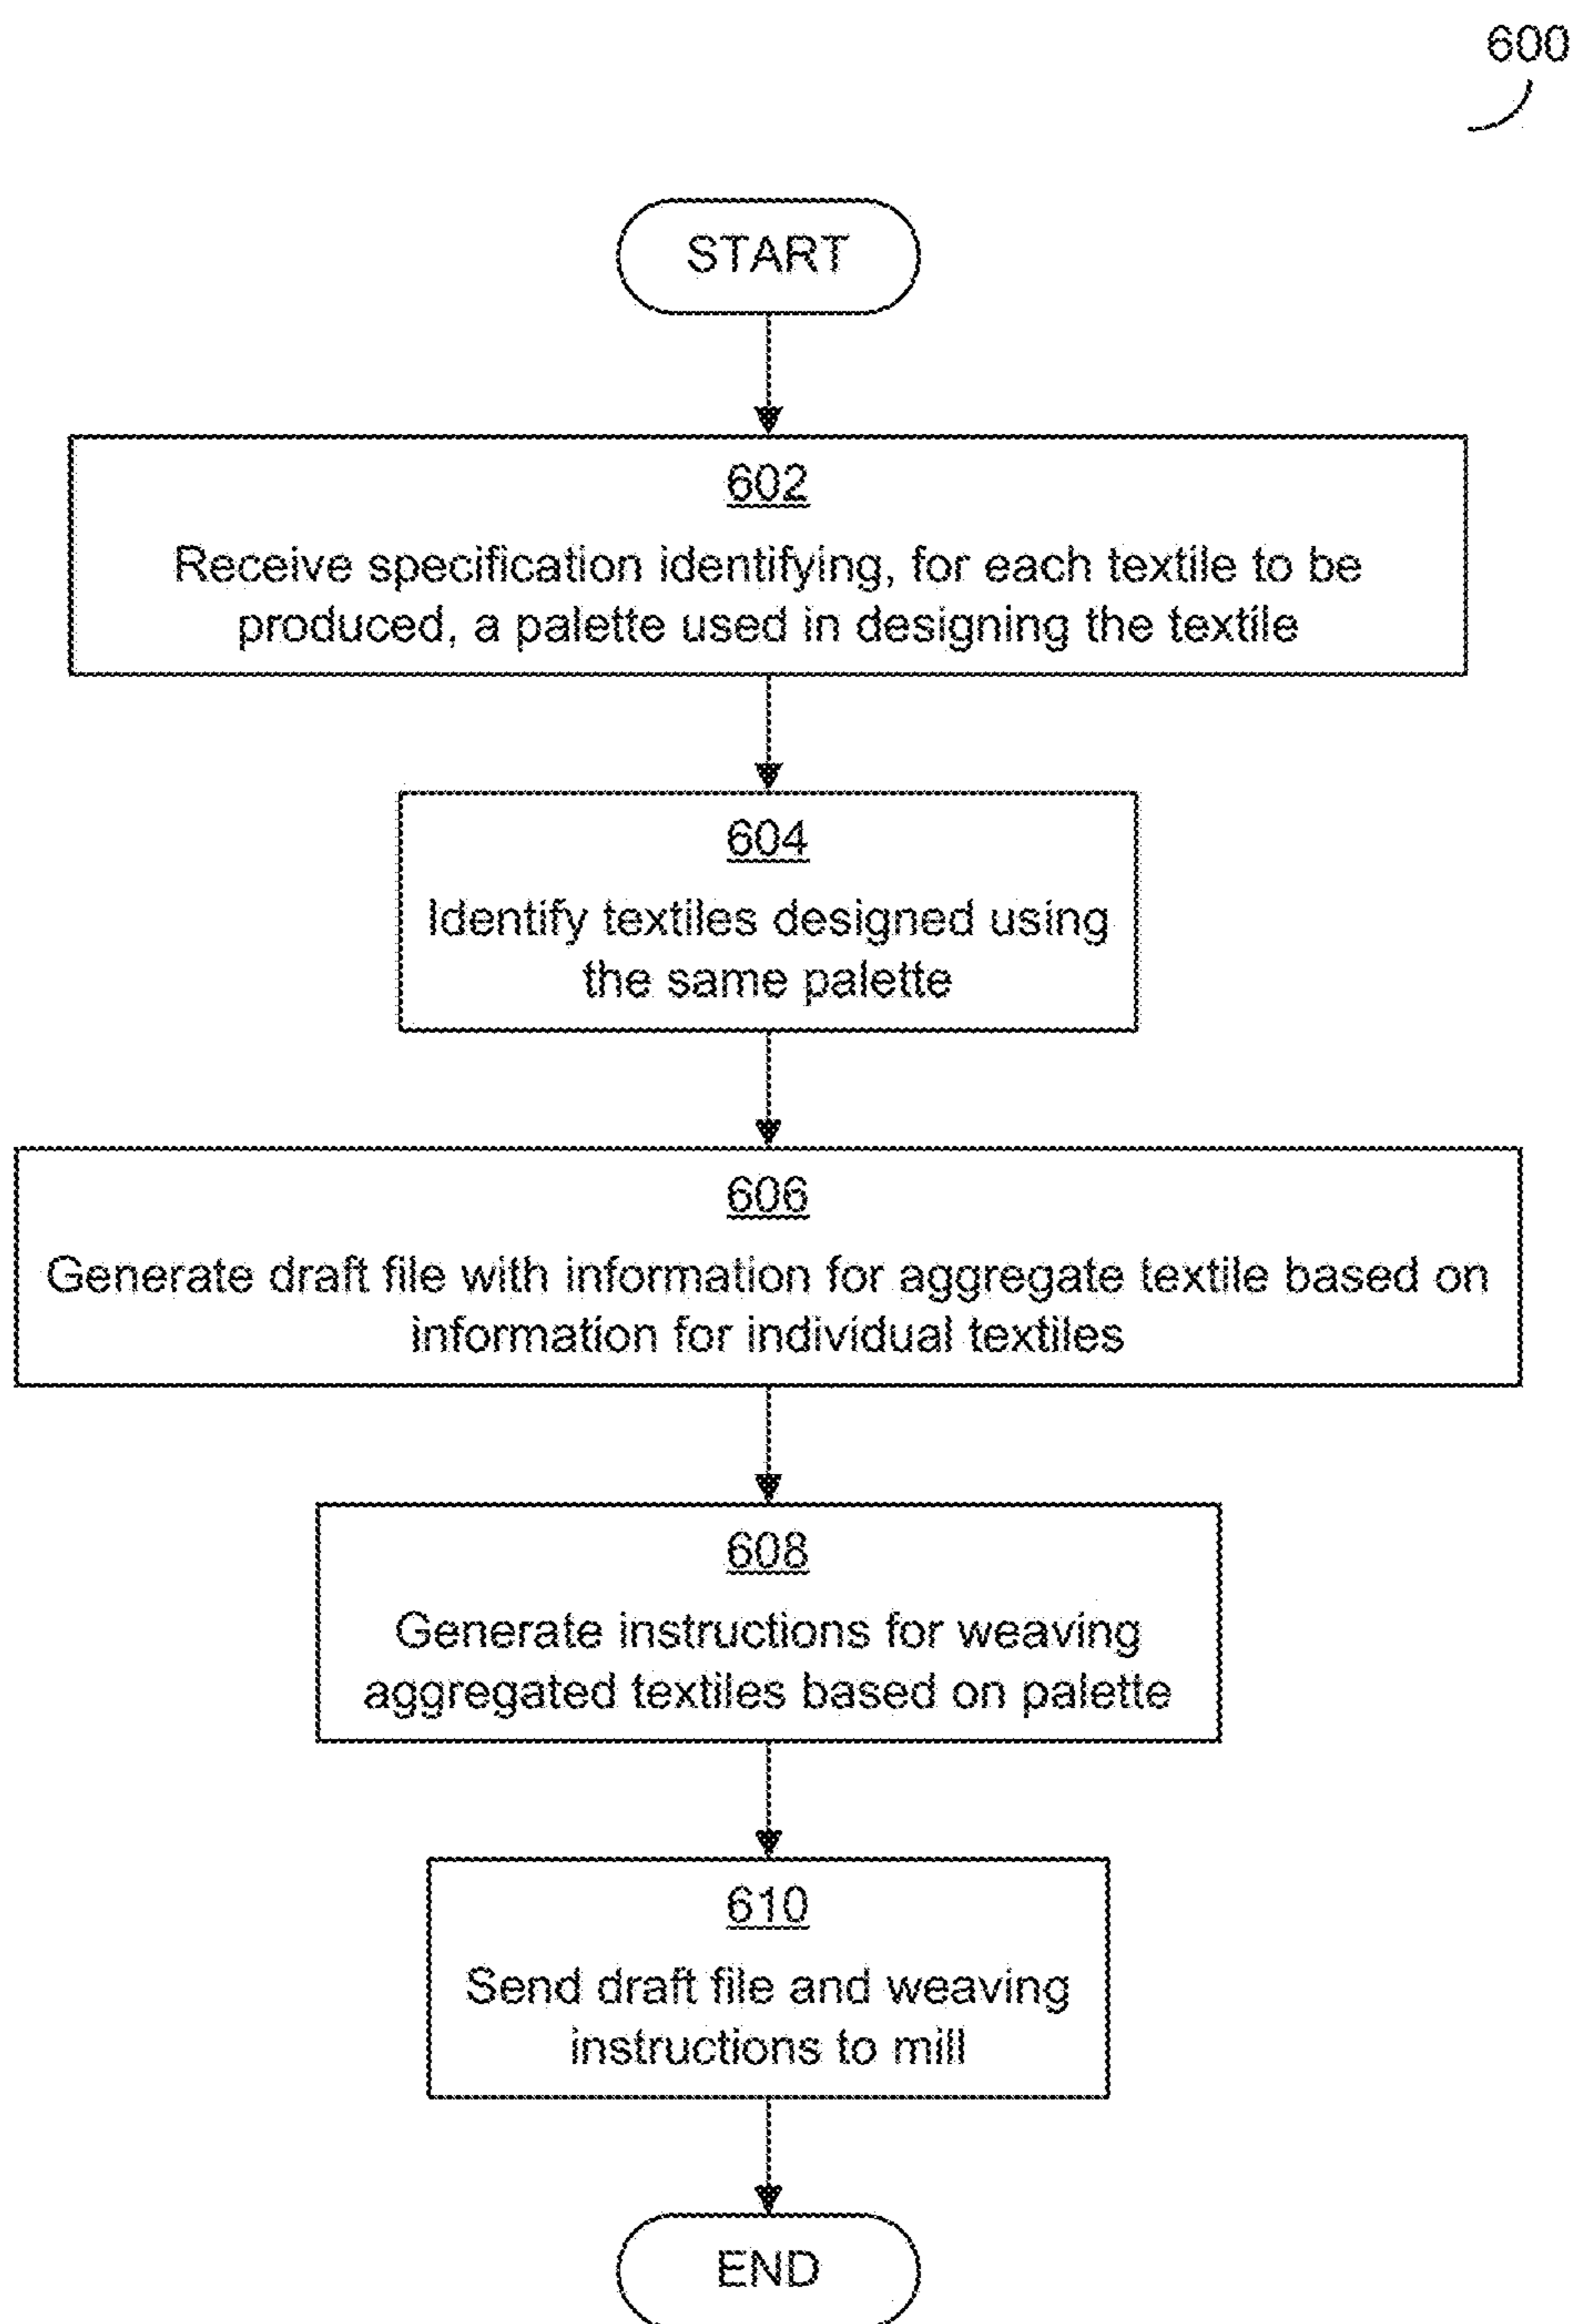 600
START
602
Receive specification identifying, for each textile to be
produced, a palette used in designing the textile
604
Identify textiles designed using
the same palette
606
Generate draft file with information for aggregate textile based on
information for individual textiles
608
Generate instructions for weaving
aggregated textiles based on palette
610
Send draft file and weaving
instructions to mill
END